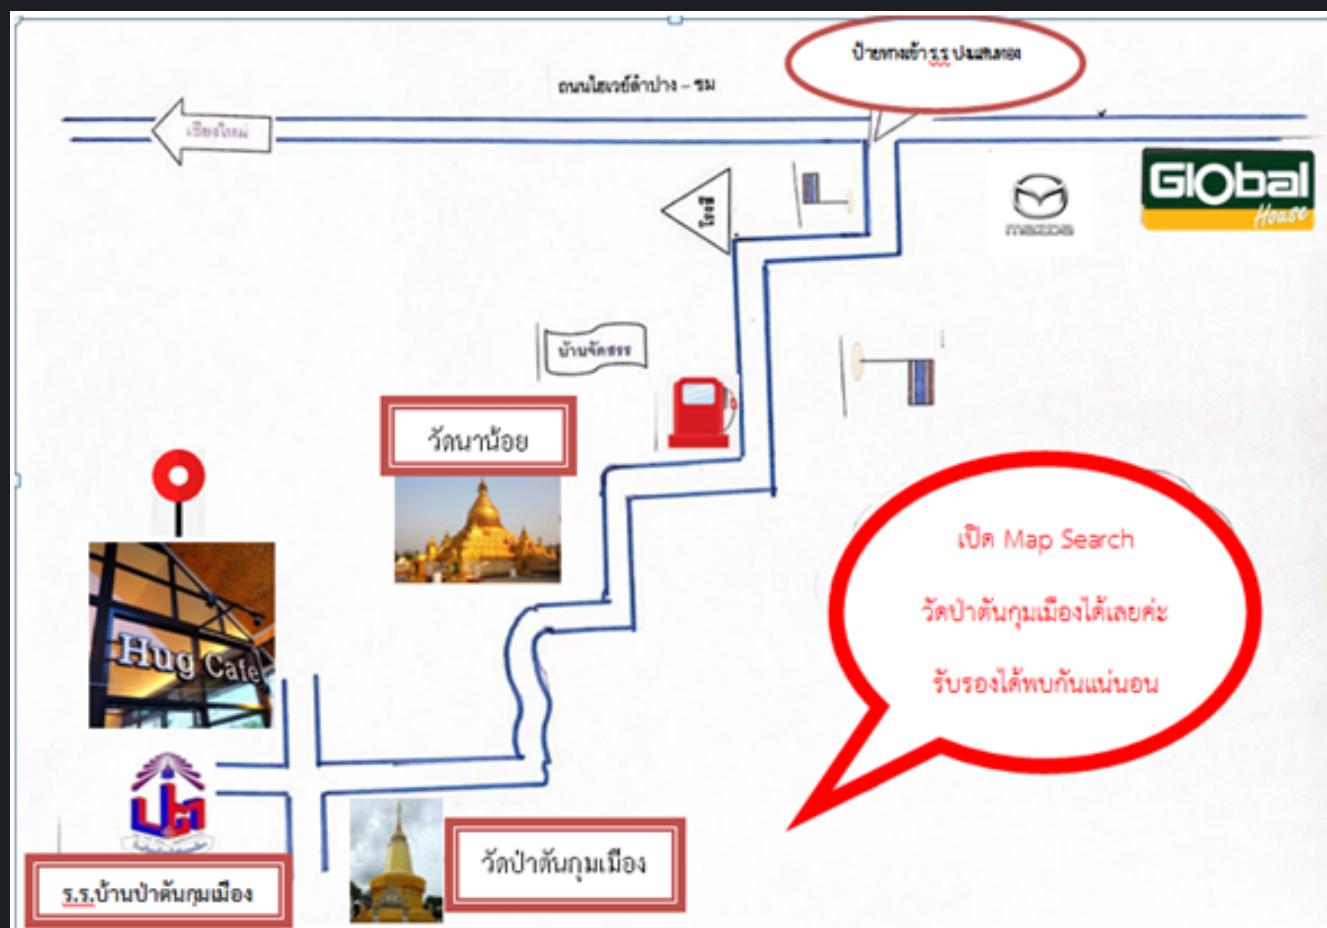 ป้ายทางเข้า ร.ร ปงแสนทอง
ถนนไฮเวย์ลำปาง – ชม
เชียงใหม่
โรงสี
mazda
Global
House
บ้านจัดสรร
วัดนาน้อย
เปิด Map Search
วัดป่าตันกุมเมืองได้เลยค่ะ
รับรองได้พบกันแน่นอน
Hug Cafe
ป.ต
วัดป่าตันกุมเมือง
ร.ร.บ้านป่าตันกุมเมือง